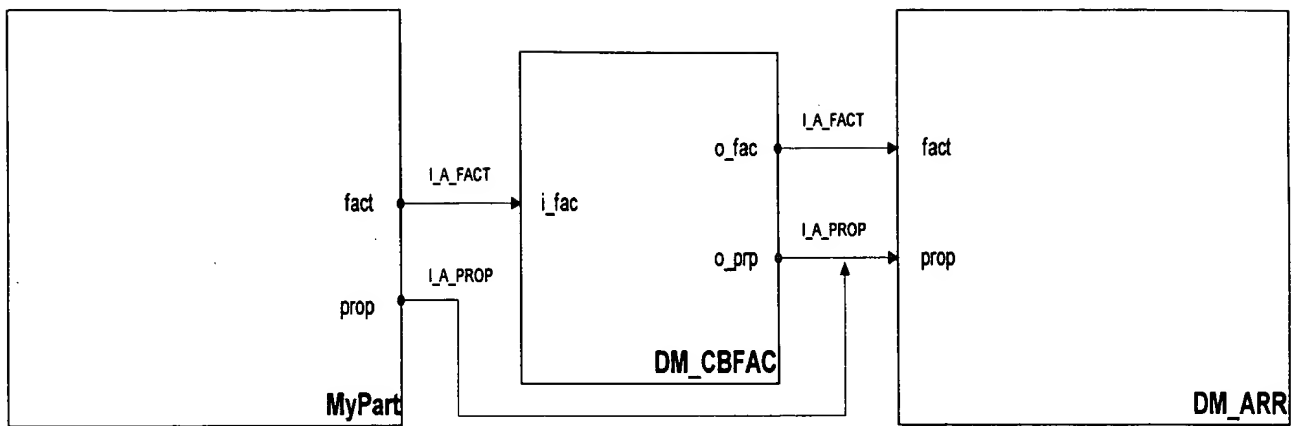 I_A_FACT
o_fac
fact
I_A_FACT
fact
i_fac
I_A_PROP
o_prp
prop
I_A_PROP
prop
DM_CBFAC
MyPart
DM_ARR